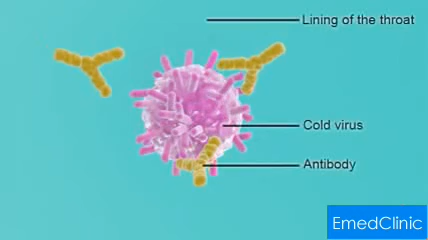 Lining of the throat
Cold virus
Antibody
EmedClinic